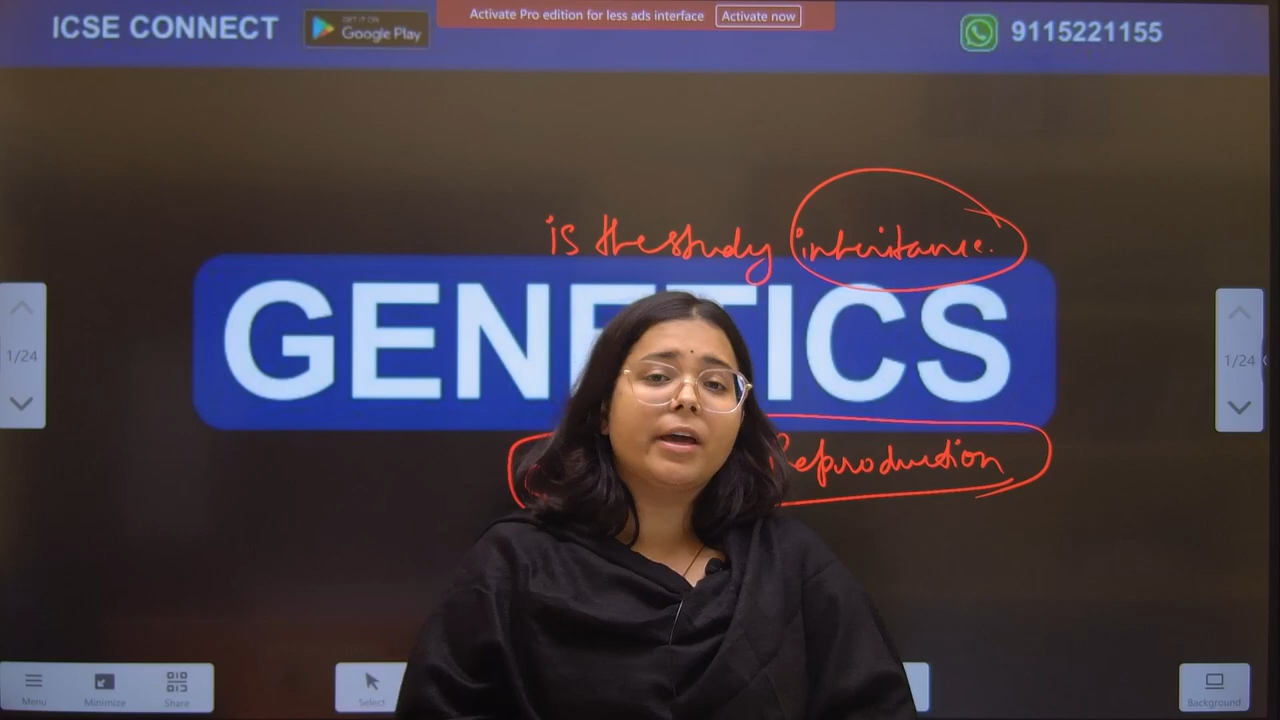 ICSE CONNECT
GET IT ON
Google Play
Activate Pro edition for less ads interface
Activate now
9115221155
is the study inheritance.
GENETICS
Reproduction
1/24
1/24
Menu
Minimize
Share
Select
Background